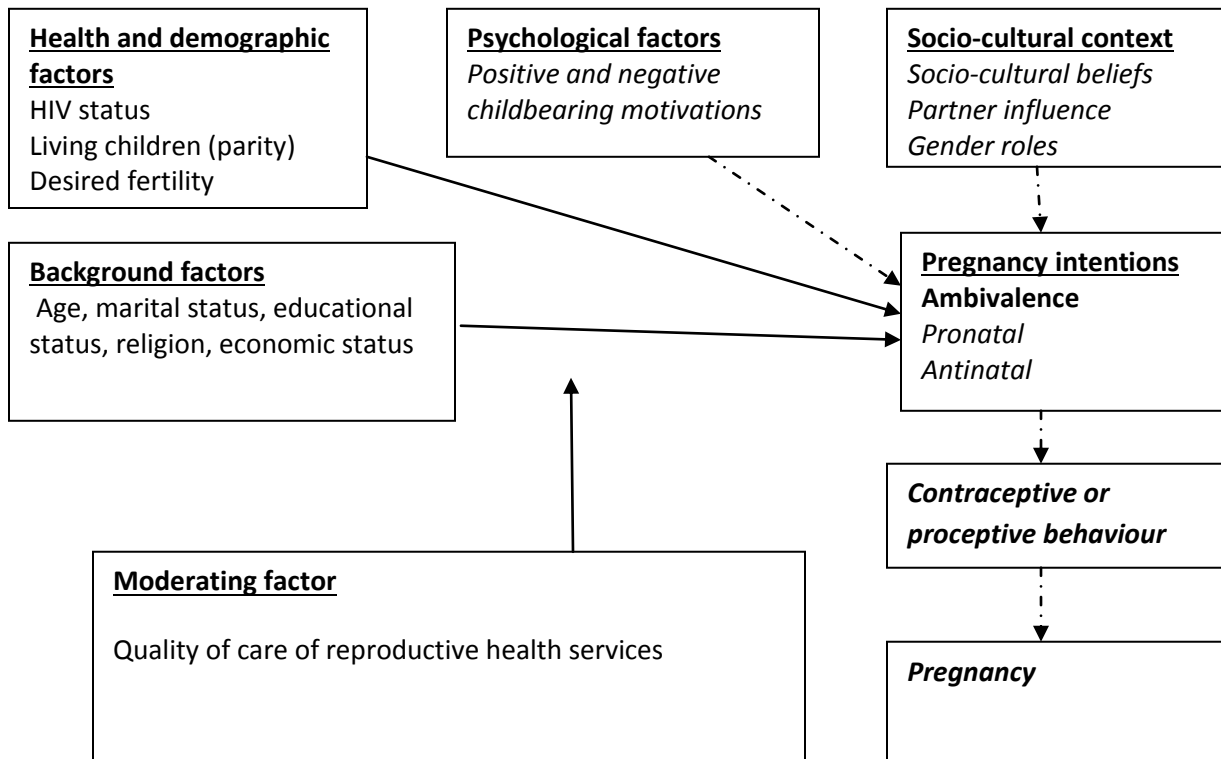 Health and demographic
factors
HIV status
Living children (parity)
Desired fertility
Psychological factors
Positive and negative
childbearing motivations
Socio-cultural context
Socio-cultural beliefs
Partner influence
Gender roles
Background factors
Age, marital status, educational
status, religion, economic status
Pregnancy intentions
Ambivalence
Pronatal
Antinatal
Contraceptive or
proceptive behaviour
Moderating factor
Quality of care of reproductive health services
Pregnancy